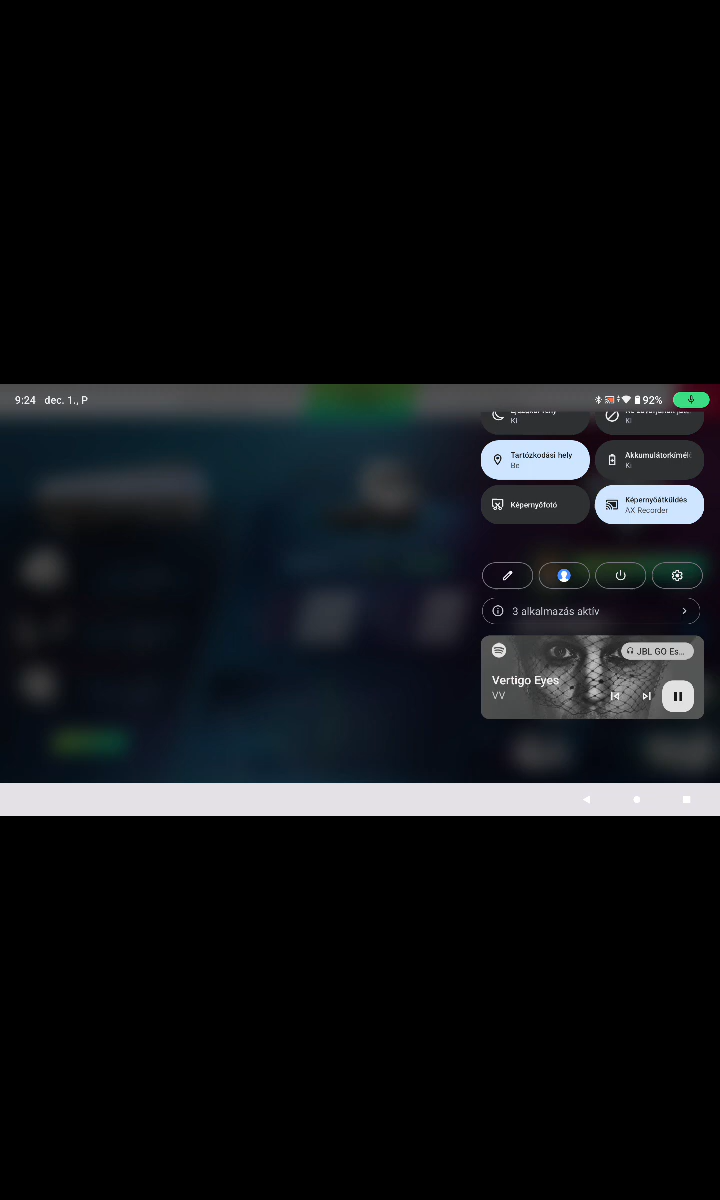 9:24 dec. 1., P
92%
Ki
Ki
Tartózkodási hely
Be
Akkumulátorkímél
Ki
Képernyőfotó
Képernyőátküldés
AX Recorder
3 alkalmazás aktív
JBL GO Es...
Vertigo Eyes
VV